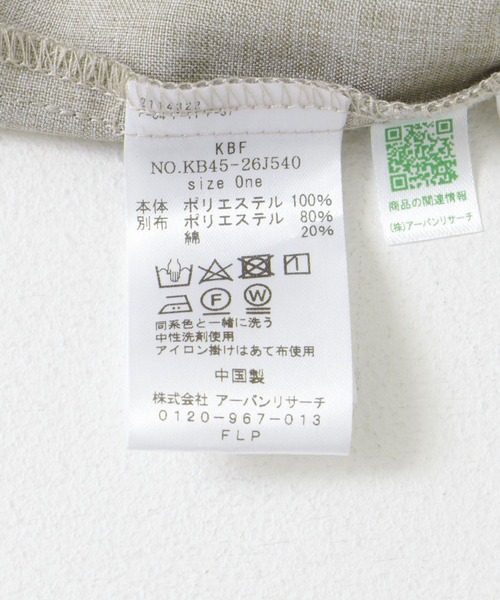 KBF
NO.KB45-26J540
size One
本体 ポリエステル 100%
別布 ポリエステル 80%
綿 20%
F
W
同系色と一緒に洗う
中性洗剤使用
アイロン掛けはあて布使用
中国製
株式会社 アーバンリサーチ
0120-967-013
FLP
商品の関連情報
(株)アーバンリサーチ